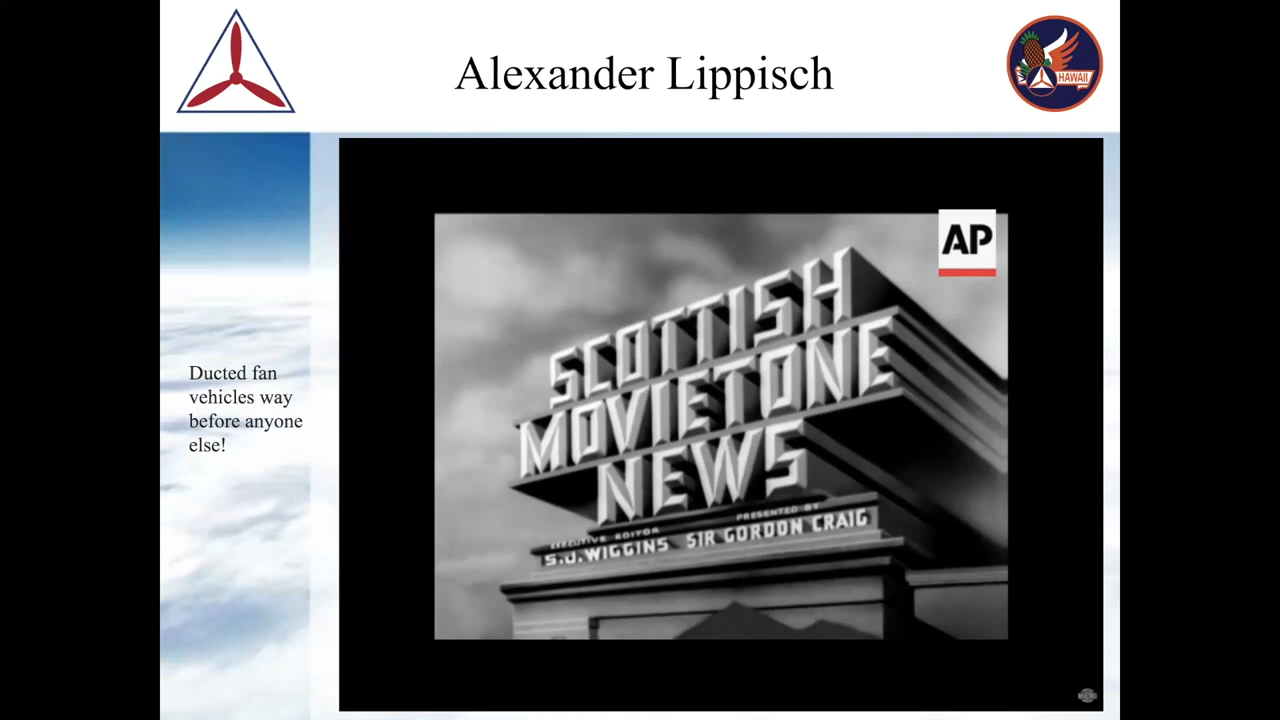 Alexander Lippisch
HAWAII
AP
SCOTTISH
MOVIETONE
NEWS
EXECUTIVE EDITOR
PRESENTED BY
S.J. WIGGINS
SIR GORDON CRAIG
Ducted fan
vehicles way
before anyone
else!